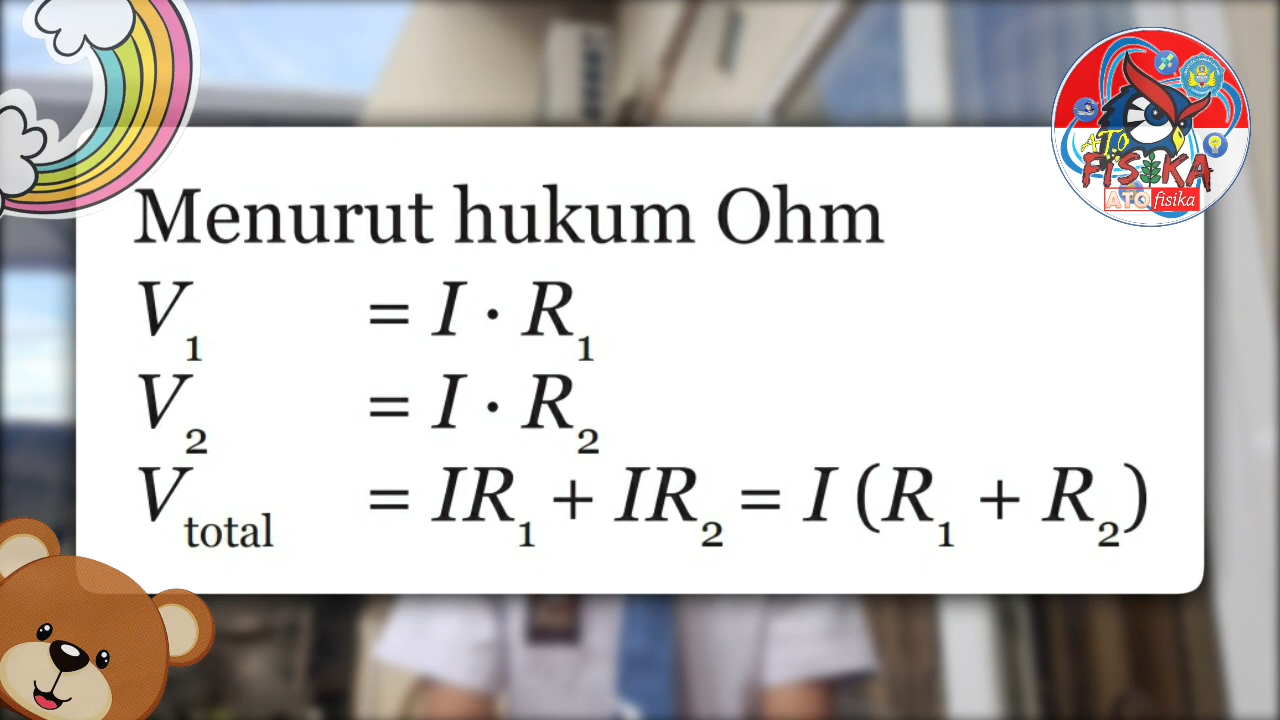 Menurut hukum Ohm
V₁ = I · R₁
V₂ = I · R₂
V_total = IR₁ + IR₂ = I (R₁ + R₂)
ATO
FISIKA
ATO fisika